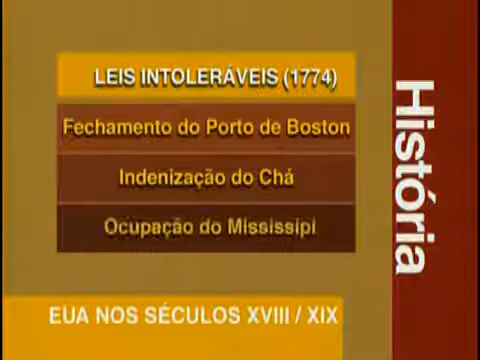 LEIS INTOLERÁVEIS (1774)
Fechamento do Porto de Boston
Indenização do Chá
Ocupação do Mississipi
História
EUA NOS SÉCULOS XVIII / XIX